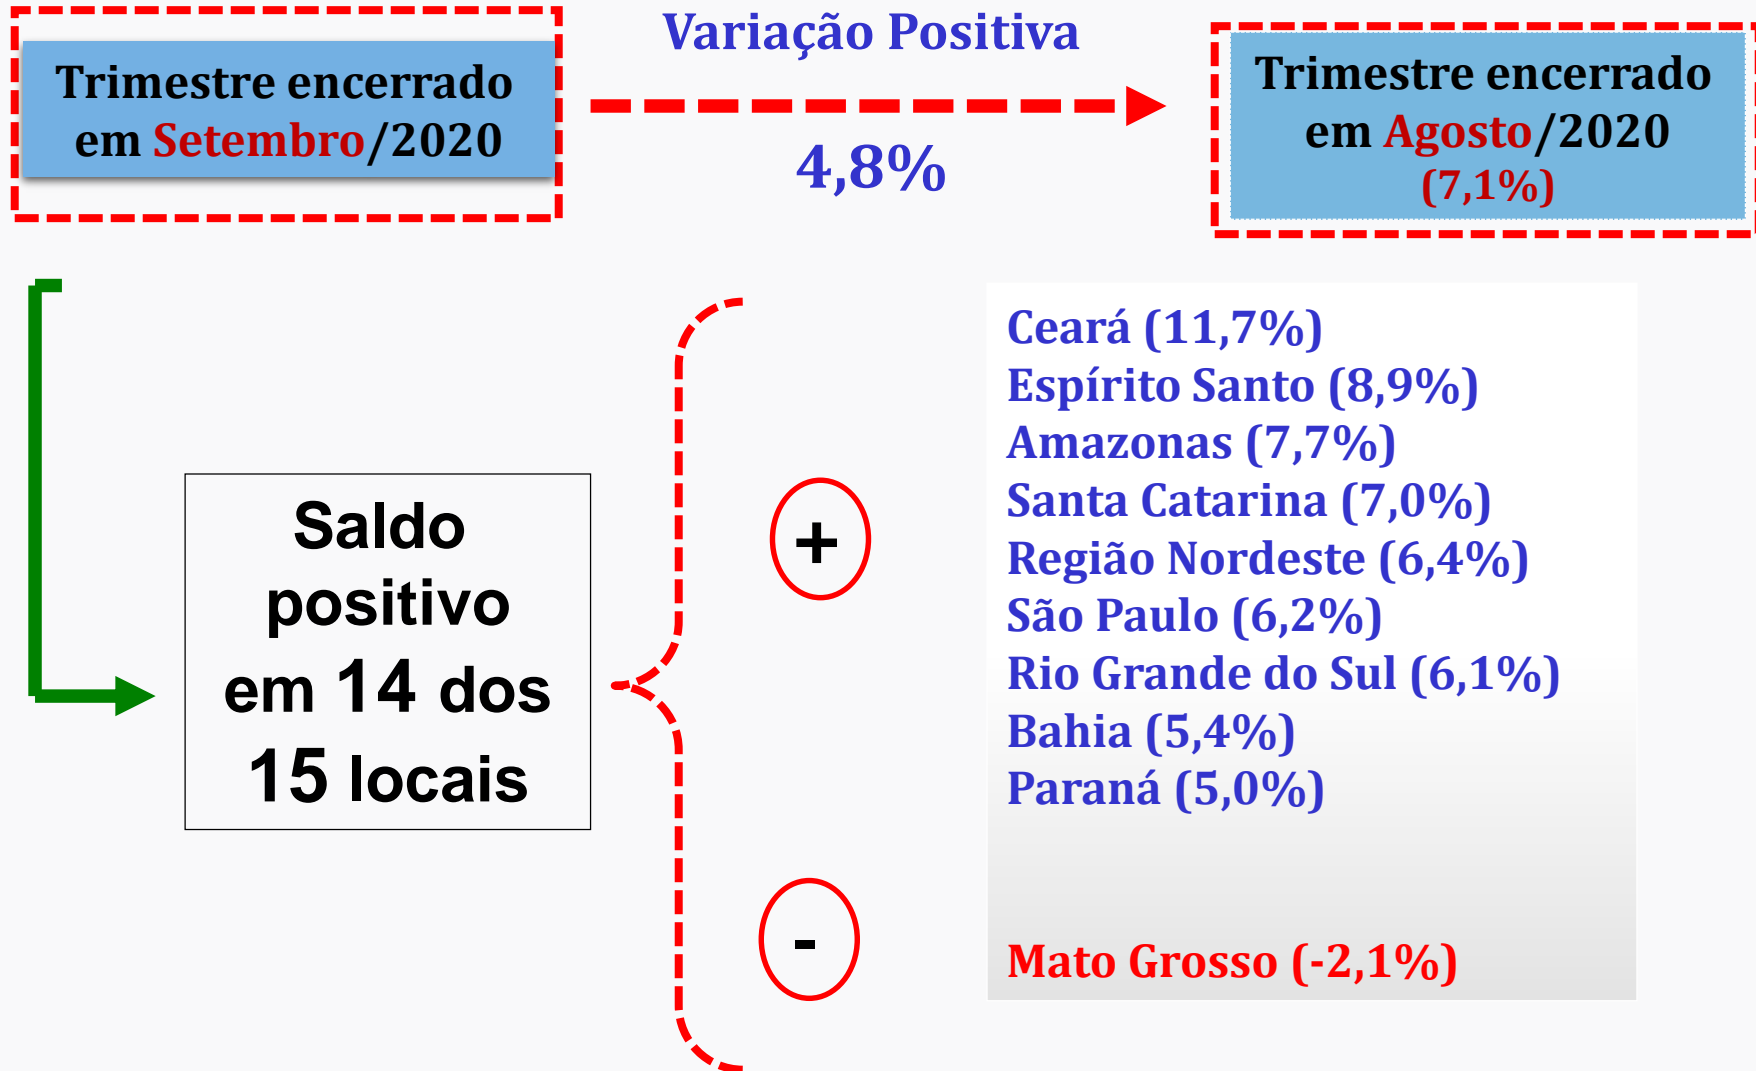 Trimestre encerrado
em Setembro/2020
Variação Positiva
4,8%
Trimestre encerrado
em Agosto/2020
(7,1%)
Saldo
positivo
em 14 dos
15 locais
+
Ceará (11,7%)
Espírito Santo (8,9%)
Amazonas (7,7%)
Santa Catarina (7,0%)
Região Nordeste (6,4%)
São Paulo (6,2%)
Rio Grande do Sul (6,1%)
Bahia (5,4%)
Paraná (5,0%)
-
Mato Grosso (-2,1%)